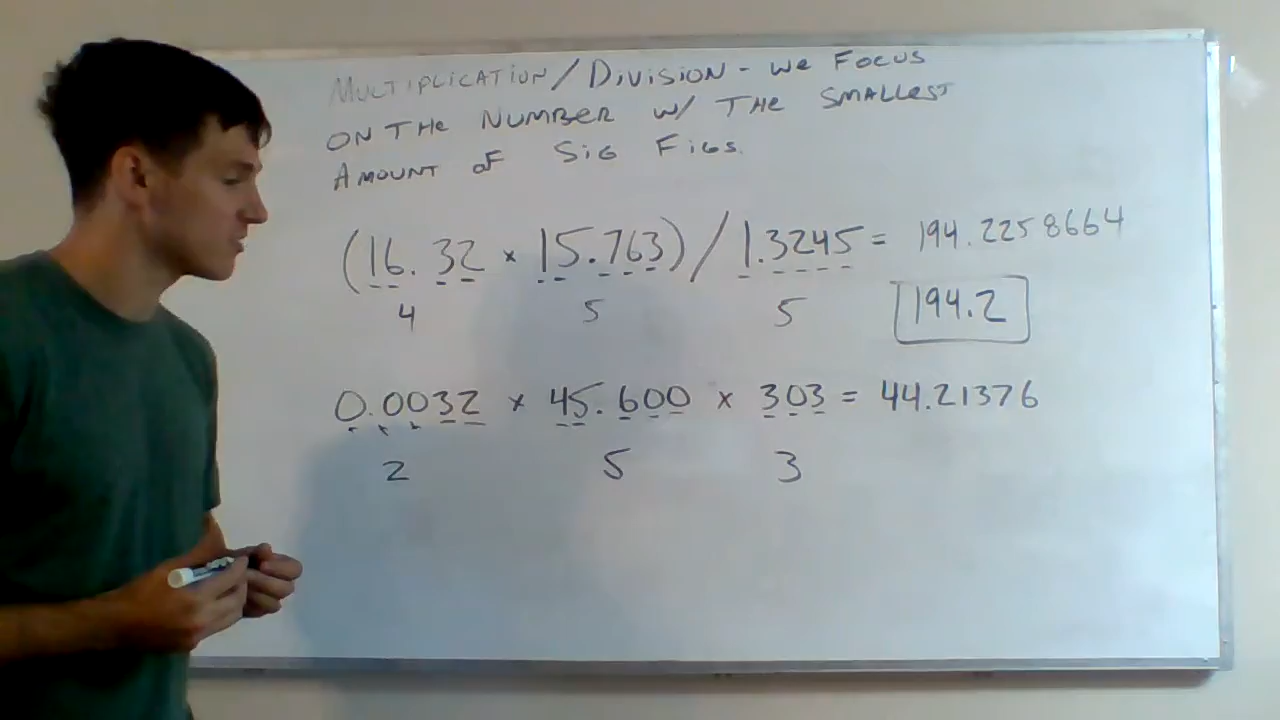 MULTIPLICATION/DIVISION - WE FOCUS
ON THE NUMBER W/ THE SMALLEST
AMOUNT OF SIG FIGS.
(16.32 × 15.763)/1.3245 = 194.2258664
4 5 5 194.2
0.0032 × 45.600 × 303 = 44.21376
2 5 3